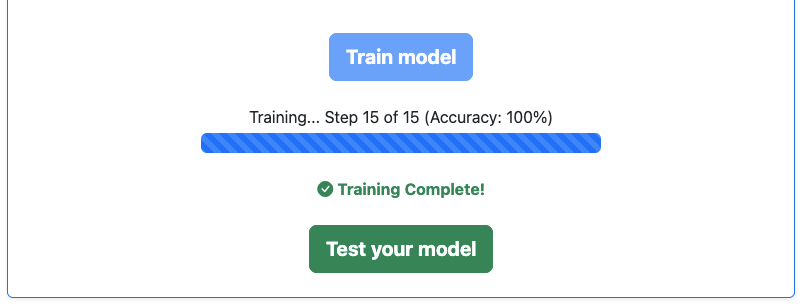 Train model
Training... Step 15 of 15 (Accuracy: 100%)
Training Complete!
Test your model